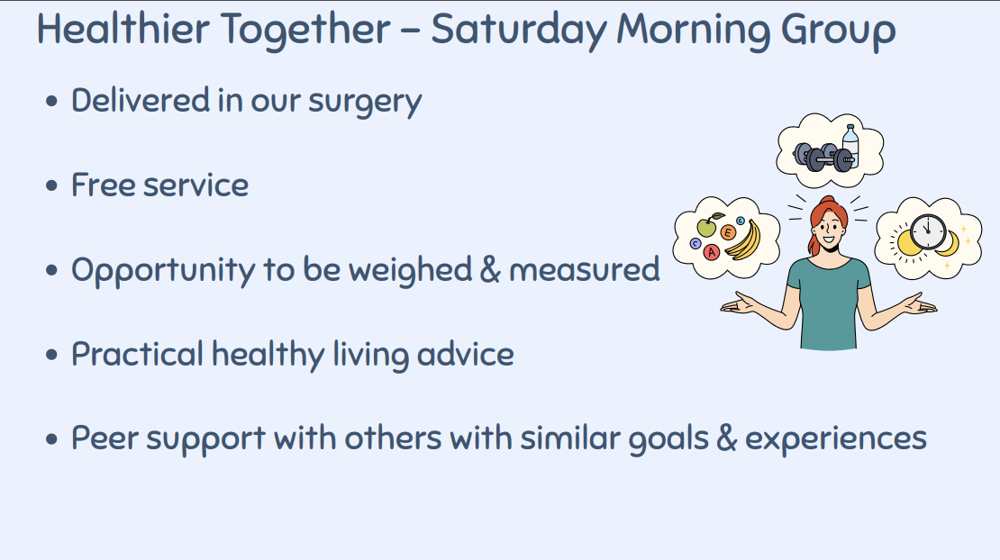 Healthier Together – Saturday Morning Group
• Delivered in our surgery
• Free service
• Opportunity to be weighed & measured
• Practical healthy living advice
• Peer support with others with similar goals & experiences
C
E
C
A